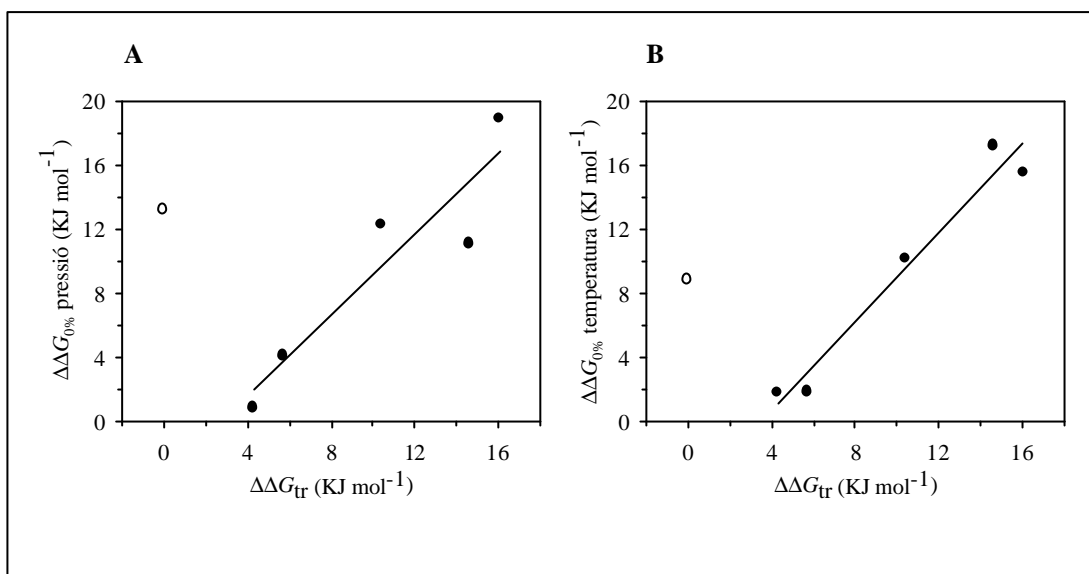 A
ΔΔG0% pressió (KJ mol-1)
20
16
12
8
4
0
0 4 8 12 16
ΔΔGtr (KJ mol-1)
B
ΔΔG0% temperatura (KJ mol-1)
20
16
12
8
4
0
0 4 8 12 16
ΔΔGtr (KJ mol-1)